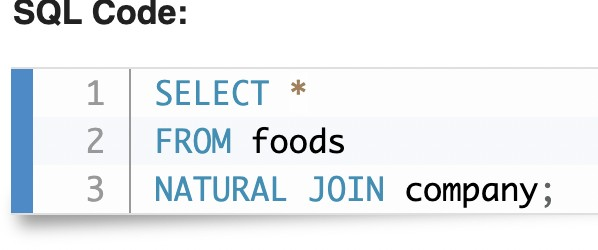 SQL Code:
1 SELECT *
2 FROM foods
3 NATURAL JOIN company;